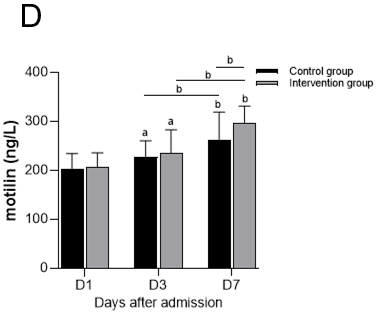 D
b
b
b
b
b
a
a
Control group
Intervention group
motilin (ng/L)
400
300
200
100
0
D1
D3
D7
Days after admission